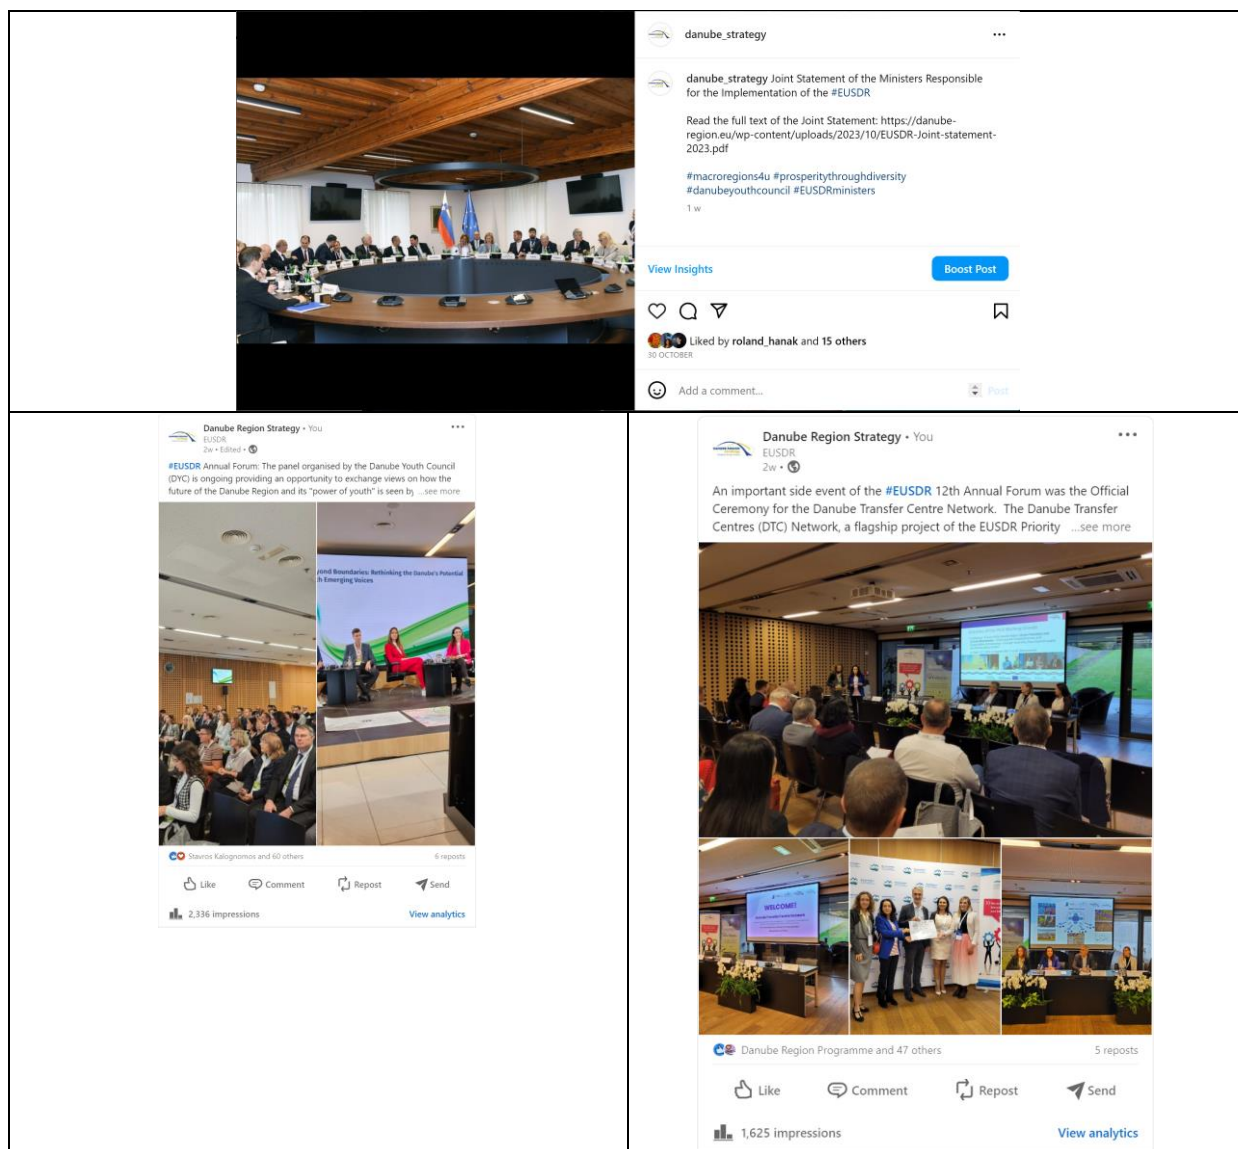 danube_strategy
danube_strategy Joint Statement of the Ministers Responsible
for the Implementation of the #EUSDR
Read the full text of the Joint Statement: https://danube-
region.eu/wp-content/uploads/2023/10/EUSDR-Joint-statement-
2023.pdf
#macroregions4u #prosperitythroughdiversity
#danubeyouthcouncil #EUSDRministers
1 w
View Insights
Boost Post
Liked by roland_hanak and 15 others
30 OCTOBER
Add a comment...
Post
Danube Region Strategy • You
EUSDR
2w • Edited •
#EUSDR Annual Forum: The panel organised by the Danube Youth Council
(DYC) is ongoing providing an opportunity to exchange views on how the
future of the Danube Region and its "power of youth" is seen by ...see more
yond Boundaries: Rethinking the Danube's Potential
h Emerging Voices
Stavros Kalognomos and 60 others
6 reposts
Like
Comment
Repost
Send
2,336 impressions
View analytics
Danube Region Strategy • You
EUSDR
2w •
An important side event of the #EUSDR 12th Annual Forum was the Official
Ceremony for the Danube Transfer Centre Network. The Danube Transfer
Centres (DTC) Network, a flagship project of the EUSDR Priority ...see more
WELCOME!
Danube Region Programme and 47 others
5 reposts
Like
Comment
Repost
Send
1,625 impressions
View analytics